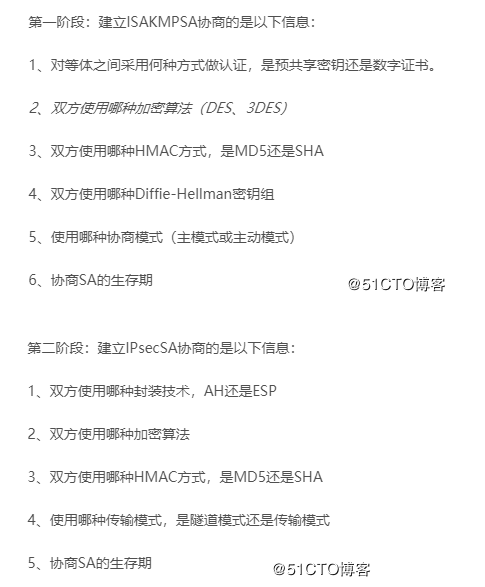 第一阶段：建立ISAKMPSA协商的是以下信息：
1、对等体之间采用何种方式做认证，是预共享密钥还是数字证书。
2、双方使用哪种加密算法（DES、3DES）
3、双方使用哪种HMAC方式，是MD5还是SHA
4、双方使用哪种Diffie-Hellman密钥组
5、使用哪种协商模式（主模式或主动模式）
6、协商SA的生存期
@51CTO博客
第二阶段：建立IPsecSA协商的是以下信息：
1、双方使用哪种封装技术，AH还是ESP
2、双方使用哪种加密算法
3、双方使用哪种HMAC方式，是MD5还是SHA
4、使用哪种传输模式，是隧道模式还是传输模式
5、协商SA的生存期
@51CTO博客